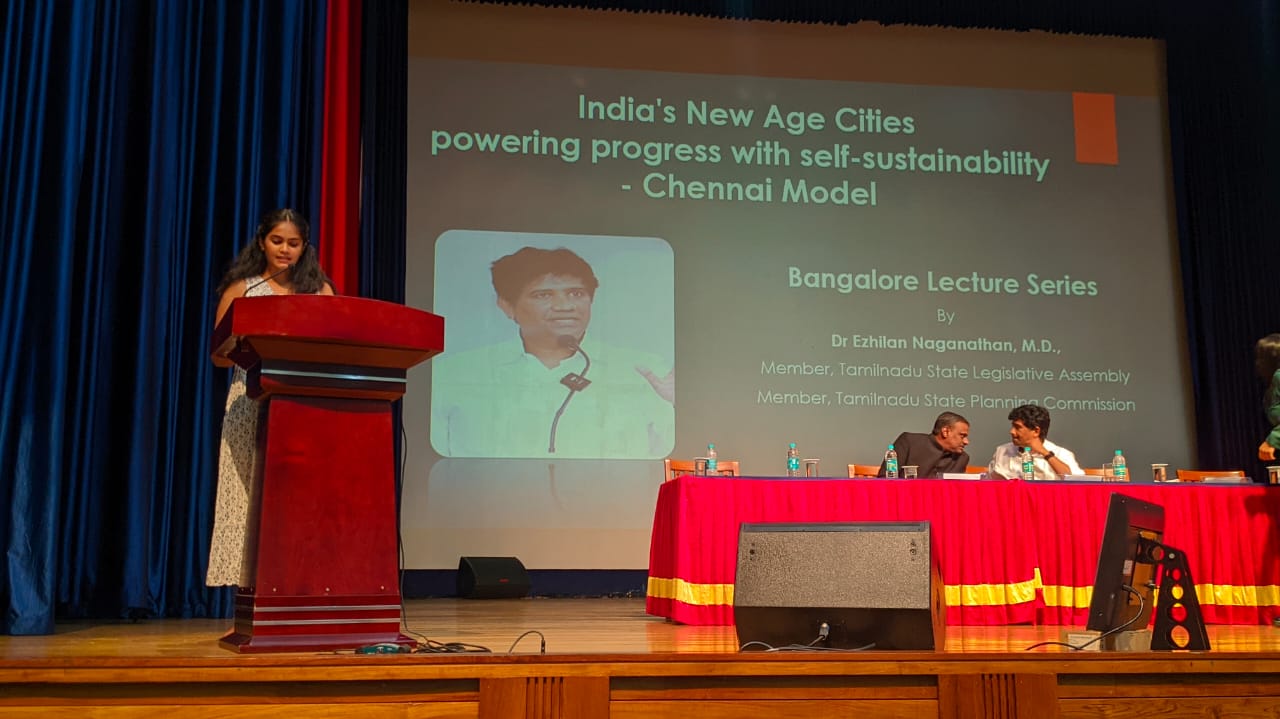 India's New Age Cities
powering progress with self-sustainability
- Chennai Model
Bangalore Lecture Series
By
Dr Ezhilan Naganathan, M.D.,
Member, Tamilnadu State Legislative Assembly
Member, Tamilnadu State Planning Commission